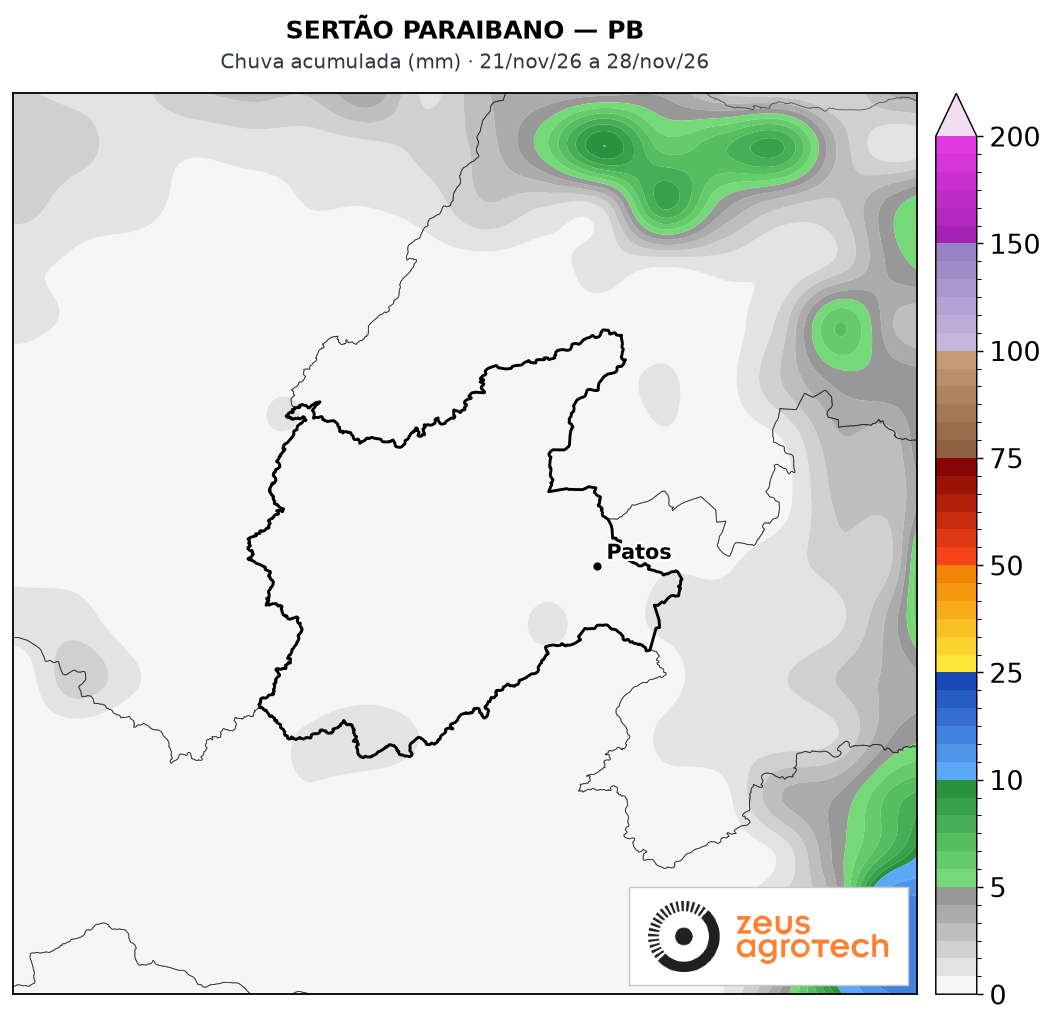 SERTÃO PARAIBANO — PB
Chuva acumulada (mm) · 21/nov/26 a 28/nov/26
200
150
100
75
50
25
10
5
0
Patos
zeus
agrotech